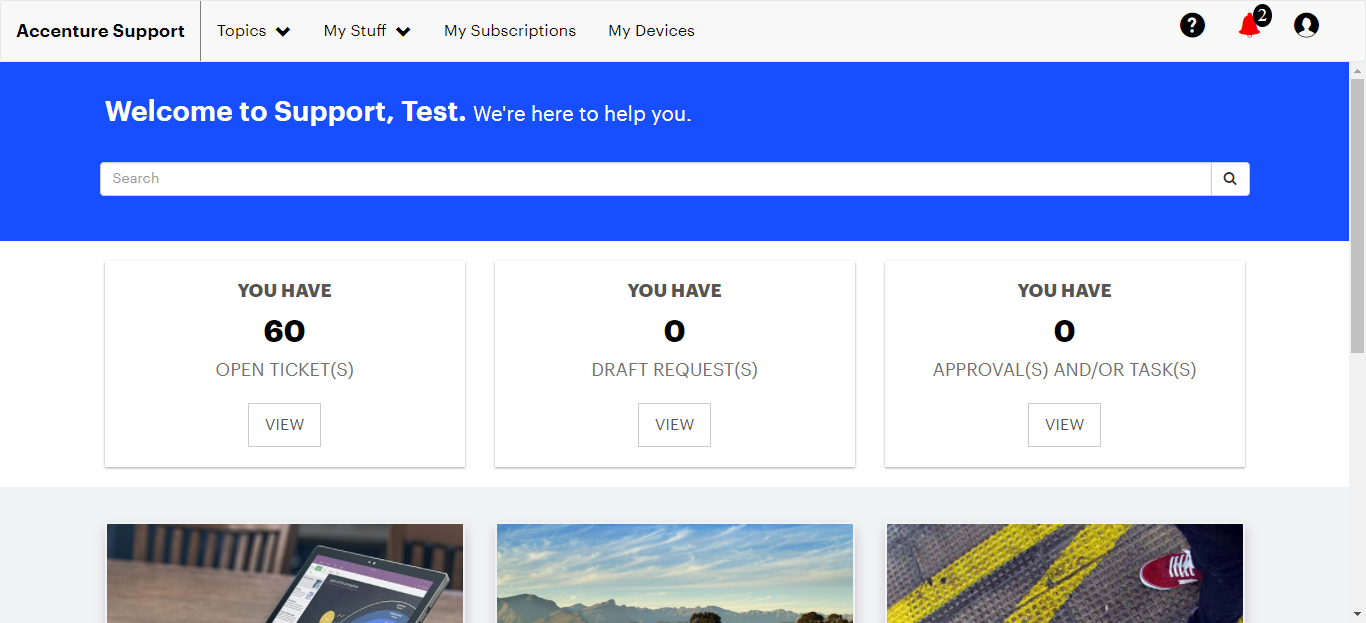 Accenture Support
Topics
My Stuff
My Subscriptions
My Devices
?
2
Welcome to Support, Test. We're here to help you.
Search
YOU HAVE
60
OPEN TICKET(S)
VIEW
YOU HAVE
0
DRAFT REQUEST(S)
VIEW
YOU HAVE
0
APPROVAL(S) AND/OR TASK(S)
VIEW